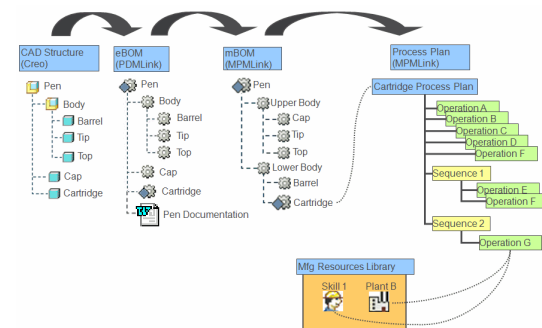 CAD Structure
(Creo)
eBOM
(PDMLink)
mBOM
(MPMLink)
Process Plan
(MPMLink)
Pen
Body
Barrel
Tip
Top
Cap
Cartridge
Pen
Body
Barrel
Tip
Top
Cap
Cartridge
Pen Documentation
Pen
Upper Body
Cap
Tip
Top
Lower Body
Barrel
Cartridge
Cartridge Process Plan
Operation A
Operation B
Operation C
Operation D
Operation F
Sequence 1
Operation E
Operation F
Sequence 2
Operation G
Mfg Resources Library
Skill 1
Plant B